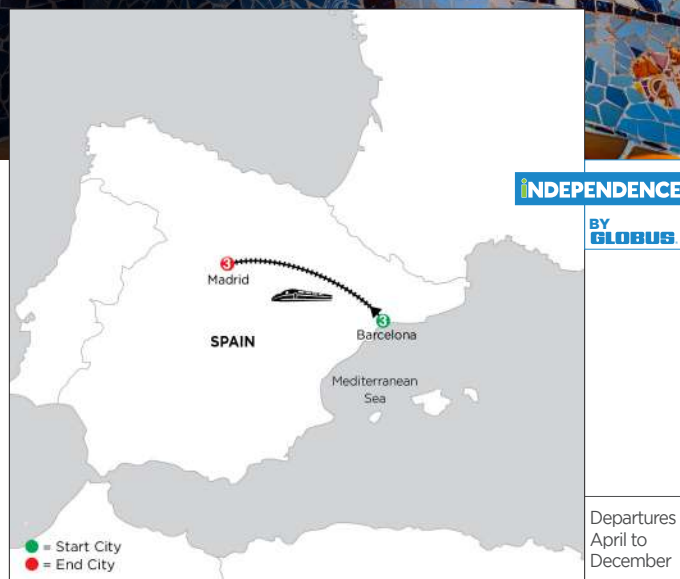 iNDEPENDENCE
BY
GLOBUS.
3
Madrid
3
Barcelona
SPAIN
Mediterranean
Sea
= Start City
= End City
Departures
April to
December